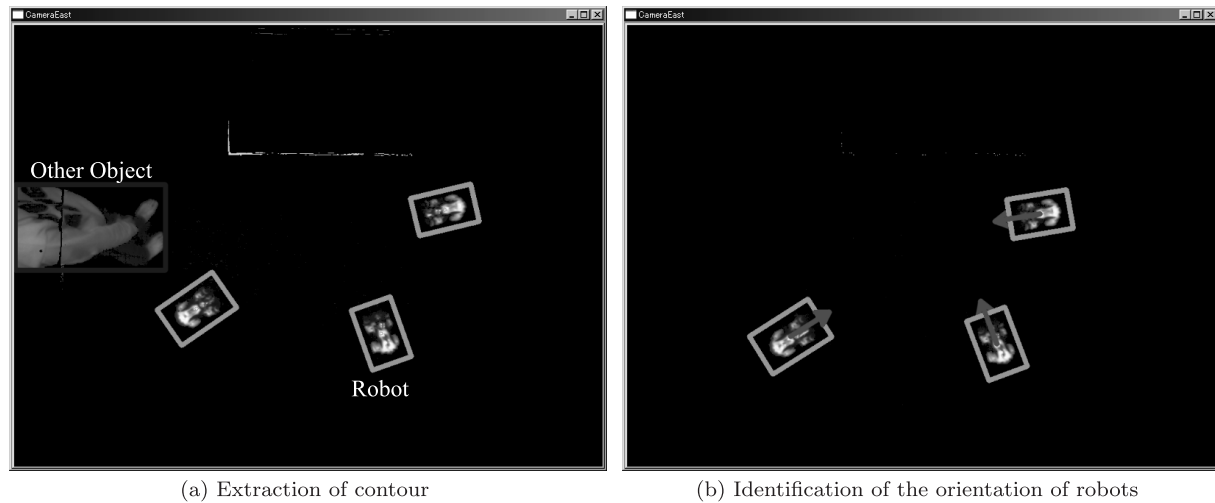 CameraEast
CameraEast
Other Object
Robot
(a) Extraction of contour
(b) Identification of the orientation of robots